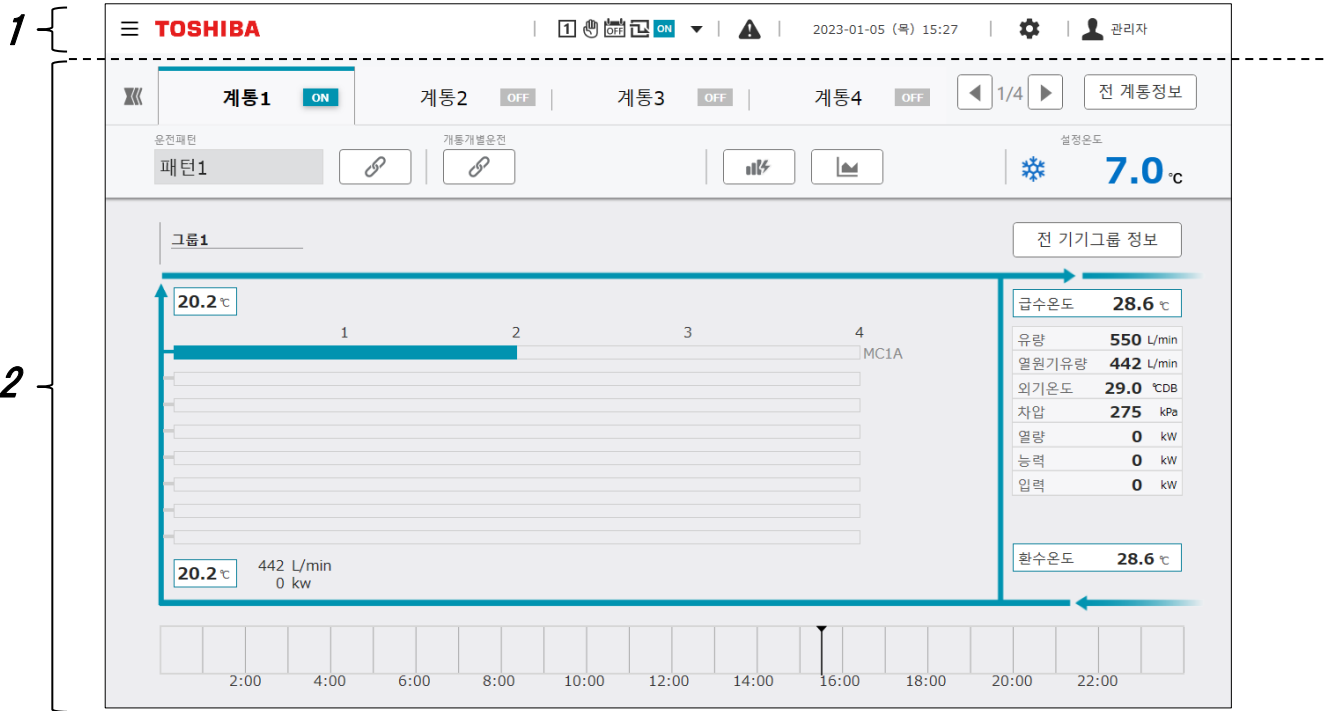 1
TOSHIBA
1 OFF ON
2023-01-05 (목) 15:27
관리자
2
계통1 ON
계통2 OFF
계통3 OFF
계통4 OFF
1/4
전 계통정보
운전패턴
패턴1
개통개별운전
설정온도
7.0 ℃
그룹1
전 기기그룹 정보
20.2 ℃
1 2 3 4
MC1A
급수온도 28.6 ℃
유량 550 L/min
열원기유량 442 L/min
외기온도 29.0 ℃DB
차압 275 kPa
열량 0 kW
능력 0 kW
입력 0 kW
환수온도 28.6 ℃
20.2 ℃
442 L/min
0 kw
2:00 4:00 6:00 8:00 10:00 12:00 14:00 16:00 18:00 20:00 22:00